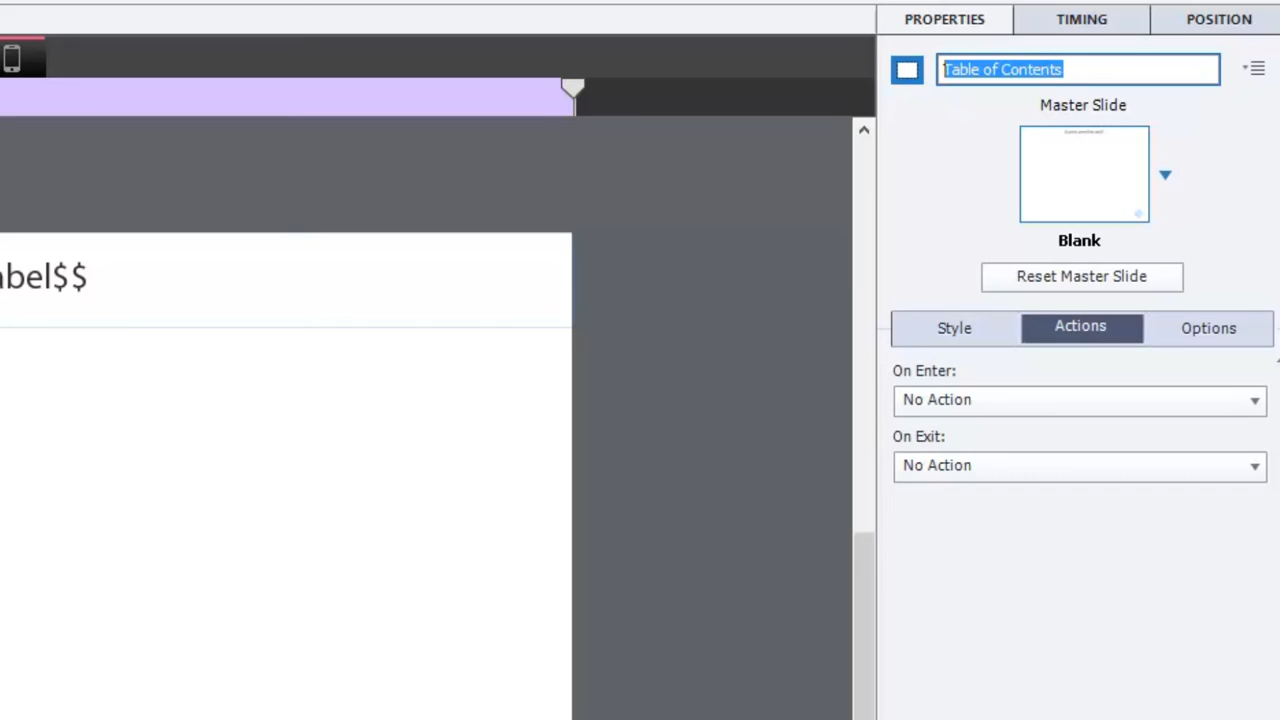 PROPERTIES TIMING POSITION
Table of Contents
Master Slide
Blank
abel$$
Reset Master Slide
Style Actions Options
On Enter:
No Action
On Exit:
No Action